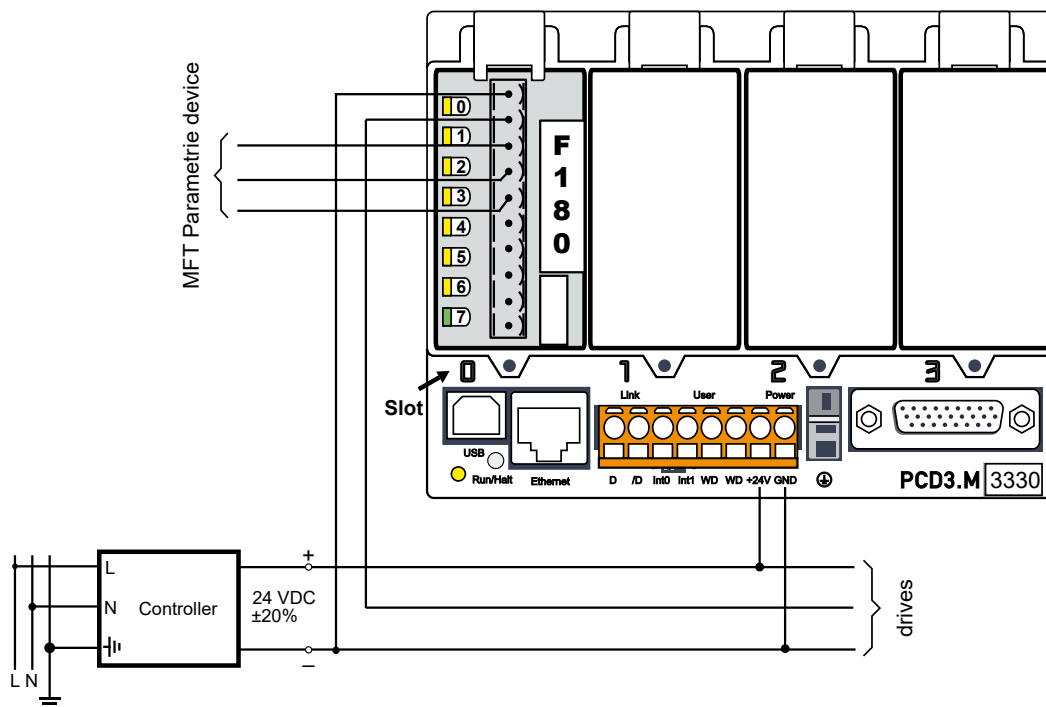 MFT Parametrie device
0
1
2
3
4
5
6
7
F
1
8
0
Slot
0 1 2 3
Link User Power
USB
Run/Halt
Ethernet
D /D Int0 Int1 WD WD +24V GND
PCD3.M 3330
L
N
Controller
+
24 VDC
±20%
–
drives
L N